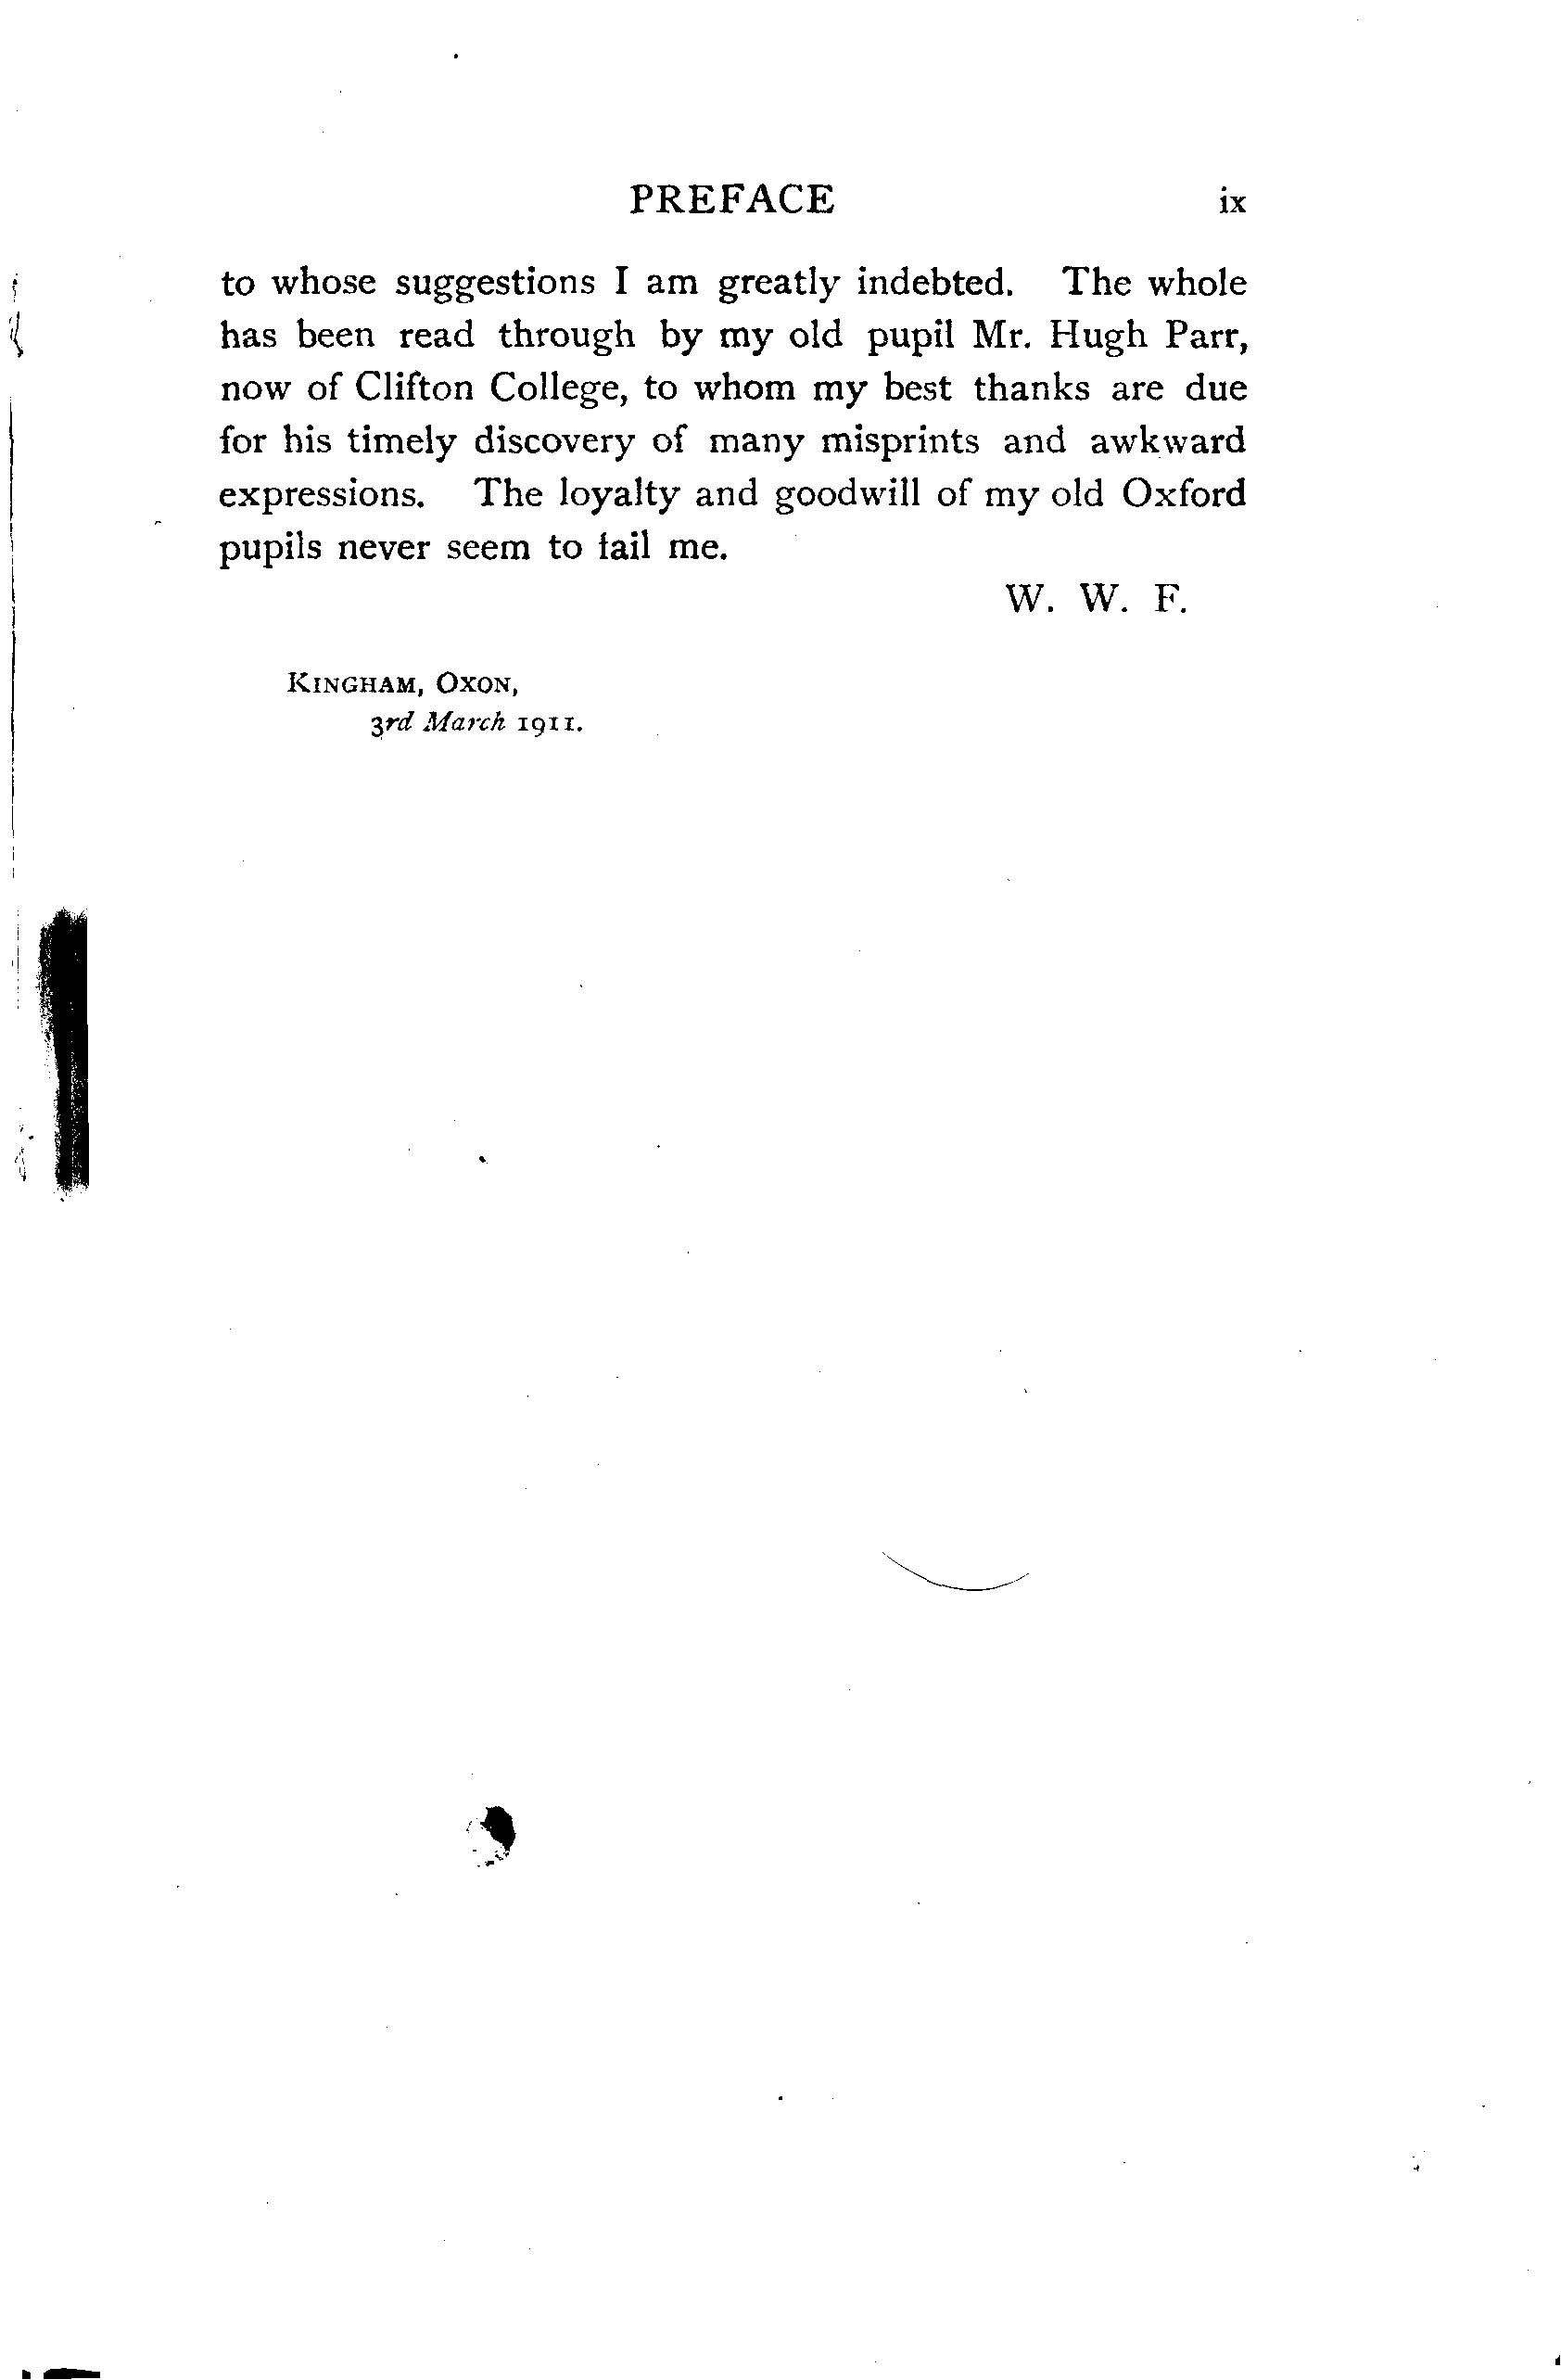 PREFACE ix
to whose suggestions I am greatly indebted. The whole
has been read through by my old pupil Mr. Hugh Parr,
now of Clifton College, to whom my best thanks are due
for his timely discovery of many misprints and awkward
expressions. The loyalty and goodwill of my old Oxford
pupils never seem to fail me.
W. W. F.
KINGHAM, OXON,
3rd March 1911.